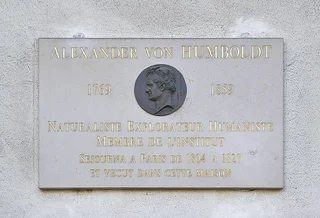 ALEXANDER VON HUMBOLDT
1769 1859
NATURALISTE EXPLORATEUR HUMANISTE
MEMBRE DE L'INSTITUT
SEJOURNA A PARIS DE 1804 A 1827
ET VECUT DANS CETTE MAISON